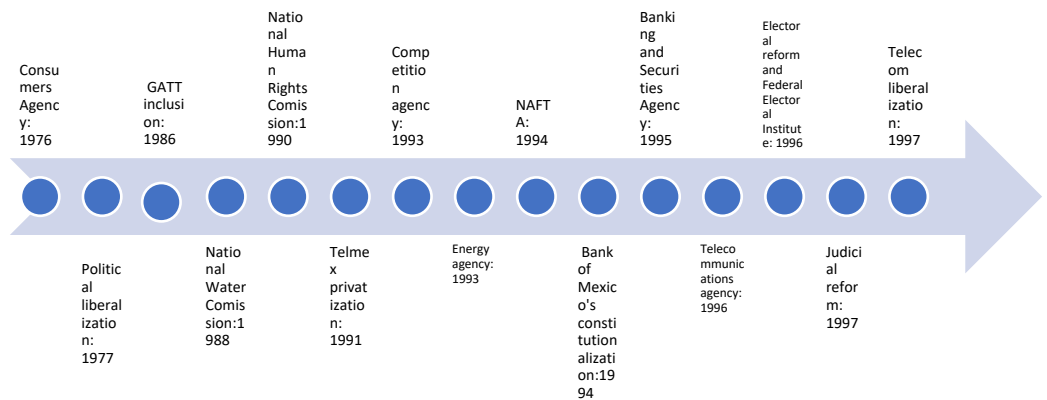 Consu
mers
Agenc
y:
1976
Politic
al
liberal
izatio
n:
1977
GATT
inclusi
on:
1986
Natio
nal
Water
Comis
sion:1
988
Natio
nal
Huma
n
Rights
Comis
sion:1
990
Telme
x
privat
izatio
n:
1991
Comp
etitio
n
agenc
y:
1993
Energy
agency:
1993
NAFT
A:
1994
Bank
of
Mexic
o's
consti
tution
alizati
on:19
94
Banki
ng
and
Securi
ties
Agenc
y:
1995
Teleco
mmunic
ations
agency:
1996
Elector
al
reform
and
Federal
Elector
al
Institut
e: 1996
Judici
al
refor
m:
1997
Telec
om
liberal
izatio
n:
1997